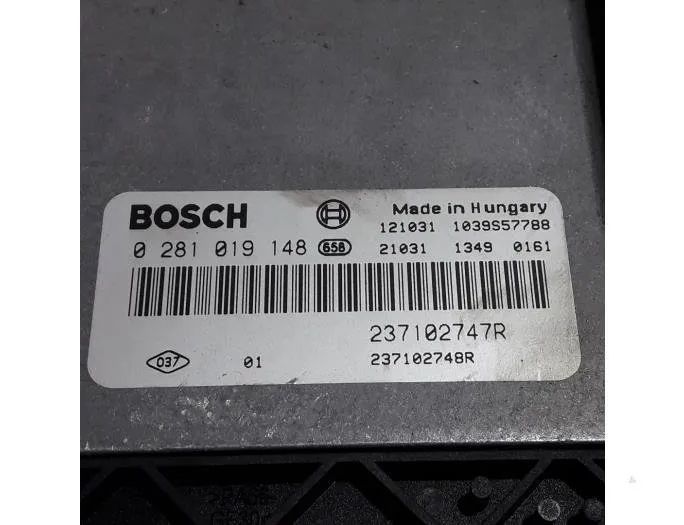 BOSCH Made in Hungary
121031 1039S57788
0 281 019 148 658 21031 1349 0161
237102747R
037 01 237102748R